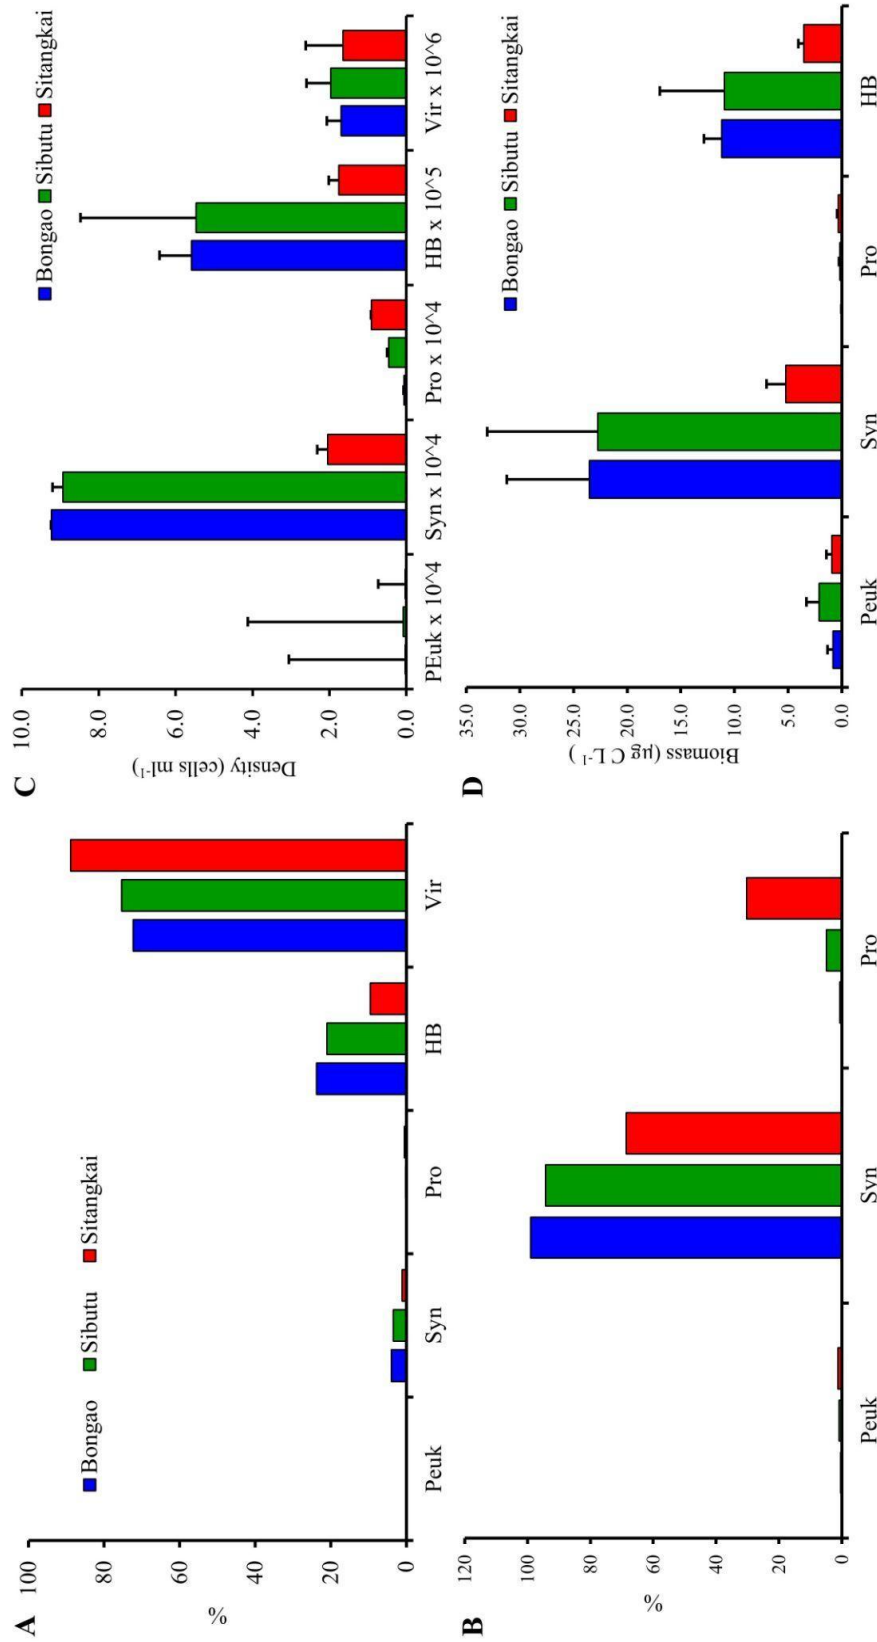 A
100
80
60
40
20
0
%
Bongao Sibutu Sitangkai
Peuk Syn Pro HB Vir
B
120
100
80
60
40
20
0
%
Peuk Syn Pro
C
10.0
8.0
6.0
4.0
2.0
0.0
Density (cells ml⁻¹)
Bongao Sibutu Sitangkai
PEuk x 10^4 Syn x 10^4 Pro x 10^4 HB x 10^5 Vir x 10^6
D
35.0
30.0
25.0
20.0
15.0
10.0
5.0
0.0
Biomass (µg C L⁻¹ )
Bongao Sibutu Sitangkai
Peuk Syn Pro HB